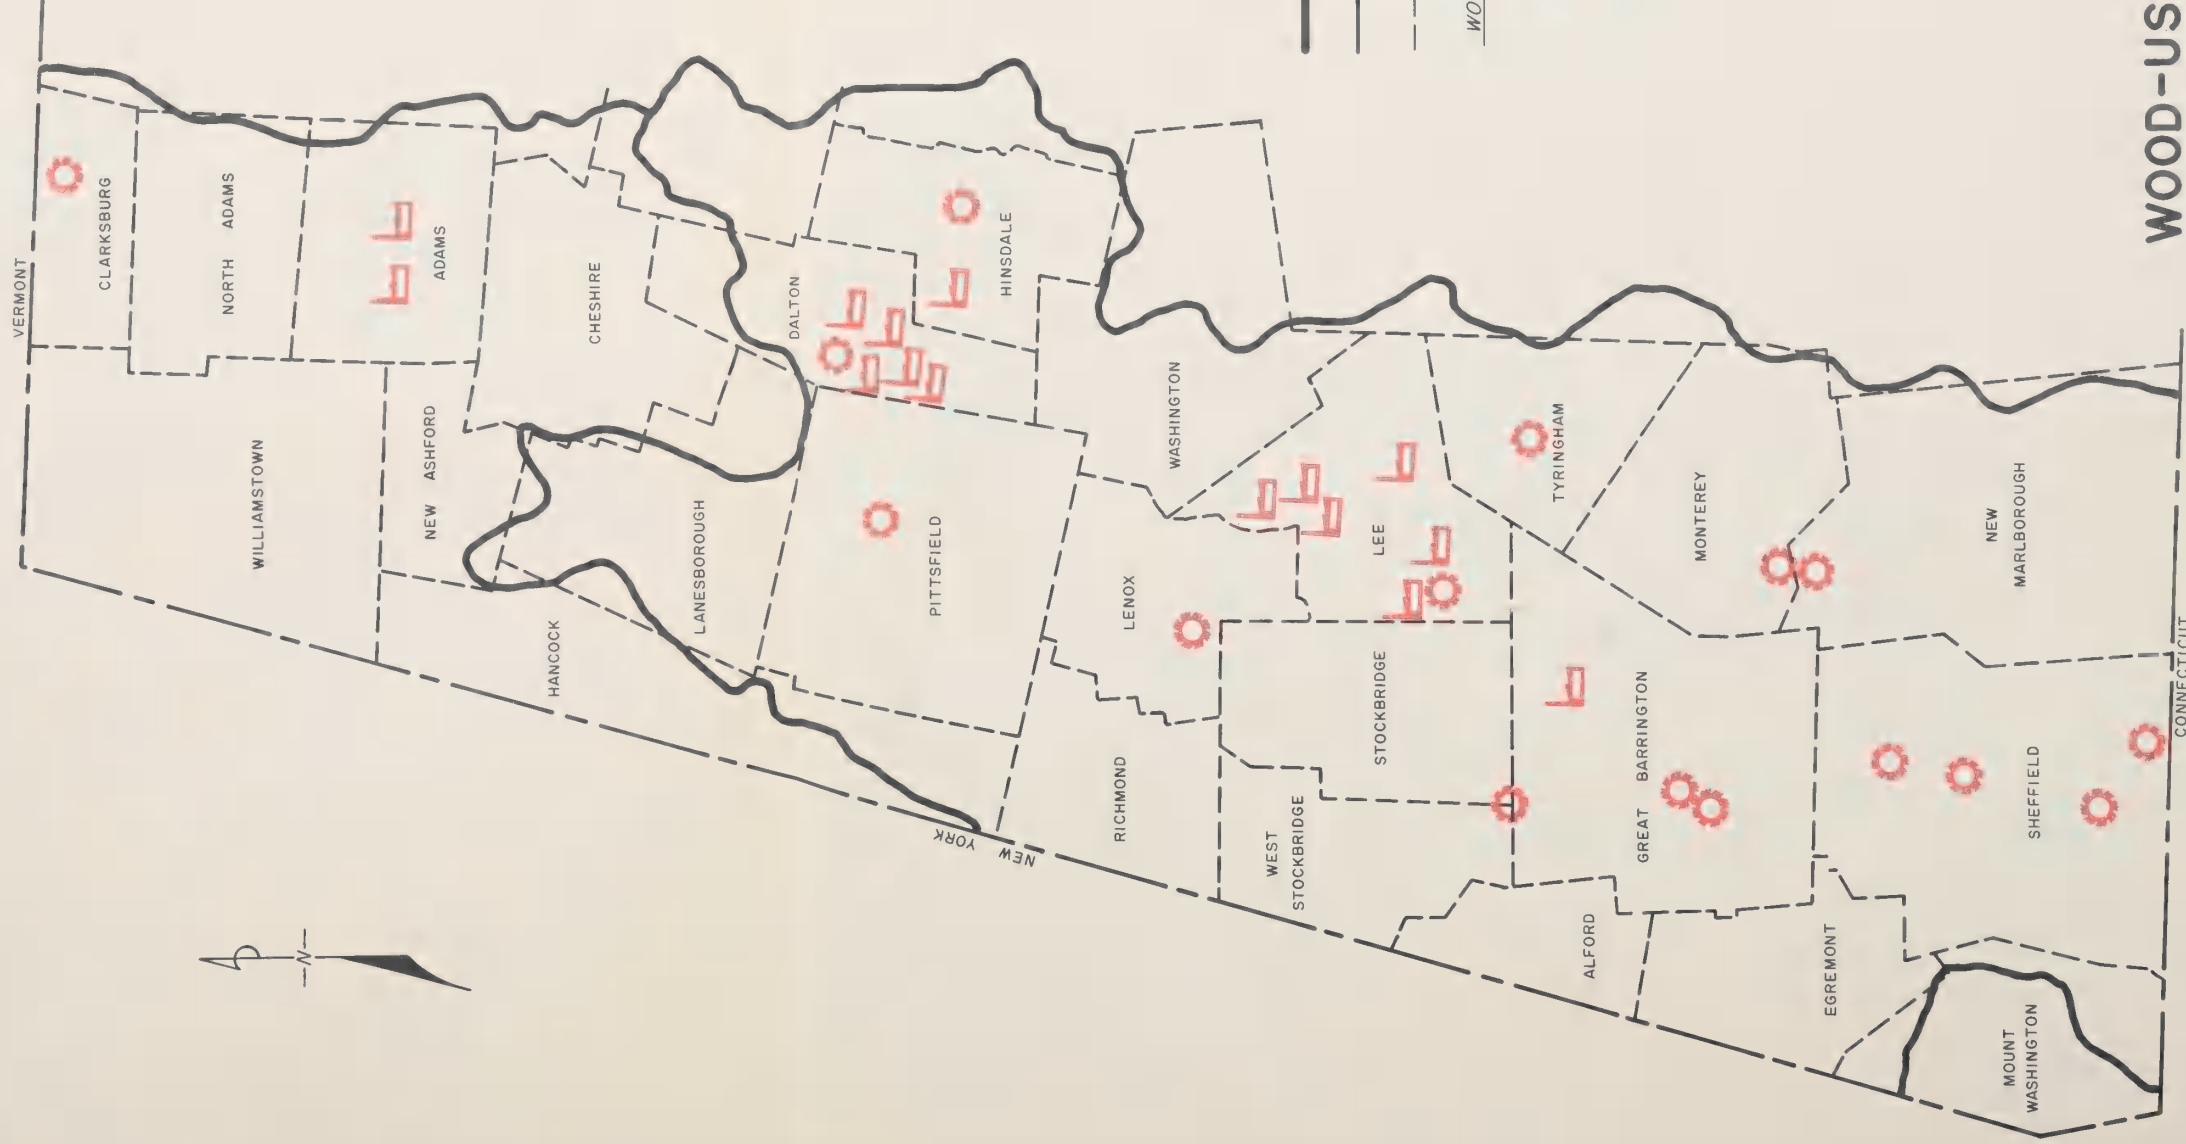 VERMONT
CLARKSBURG
NORTH ADAMS
ADAMS
WILLIAMSTOWN
NEW ASHFORD
CHESHIRE
HANCOCK
LANESBOROUGH
DALTON
HINSDALE
PITTSFIELD
NEW
YORK
WASHINGTON
LENOX
RICHMOND
LEE
TYRINGHAM
STOCKBRIDGE
WEST
STOCKBRIDGE
MONTEREY
GREAT BARRINGTON
ALFORD
NEW
MARLBOROUGH
SHEFFIELD
EGREMONT
MOUNT
WASHINGTON
CONNECTICUT
N
WO
WOOD-US